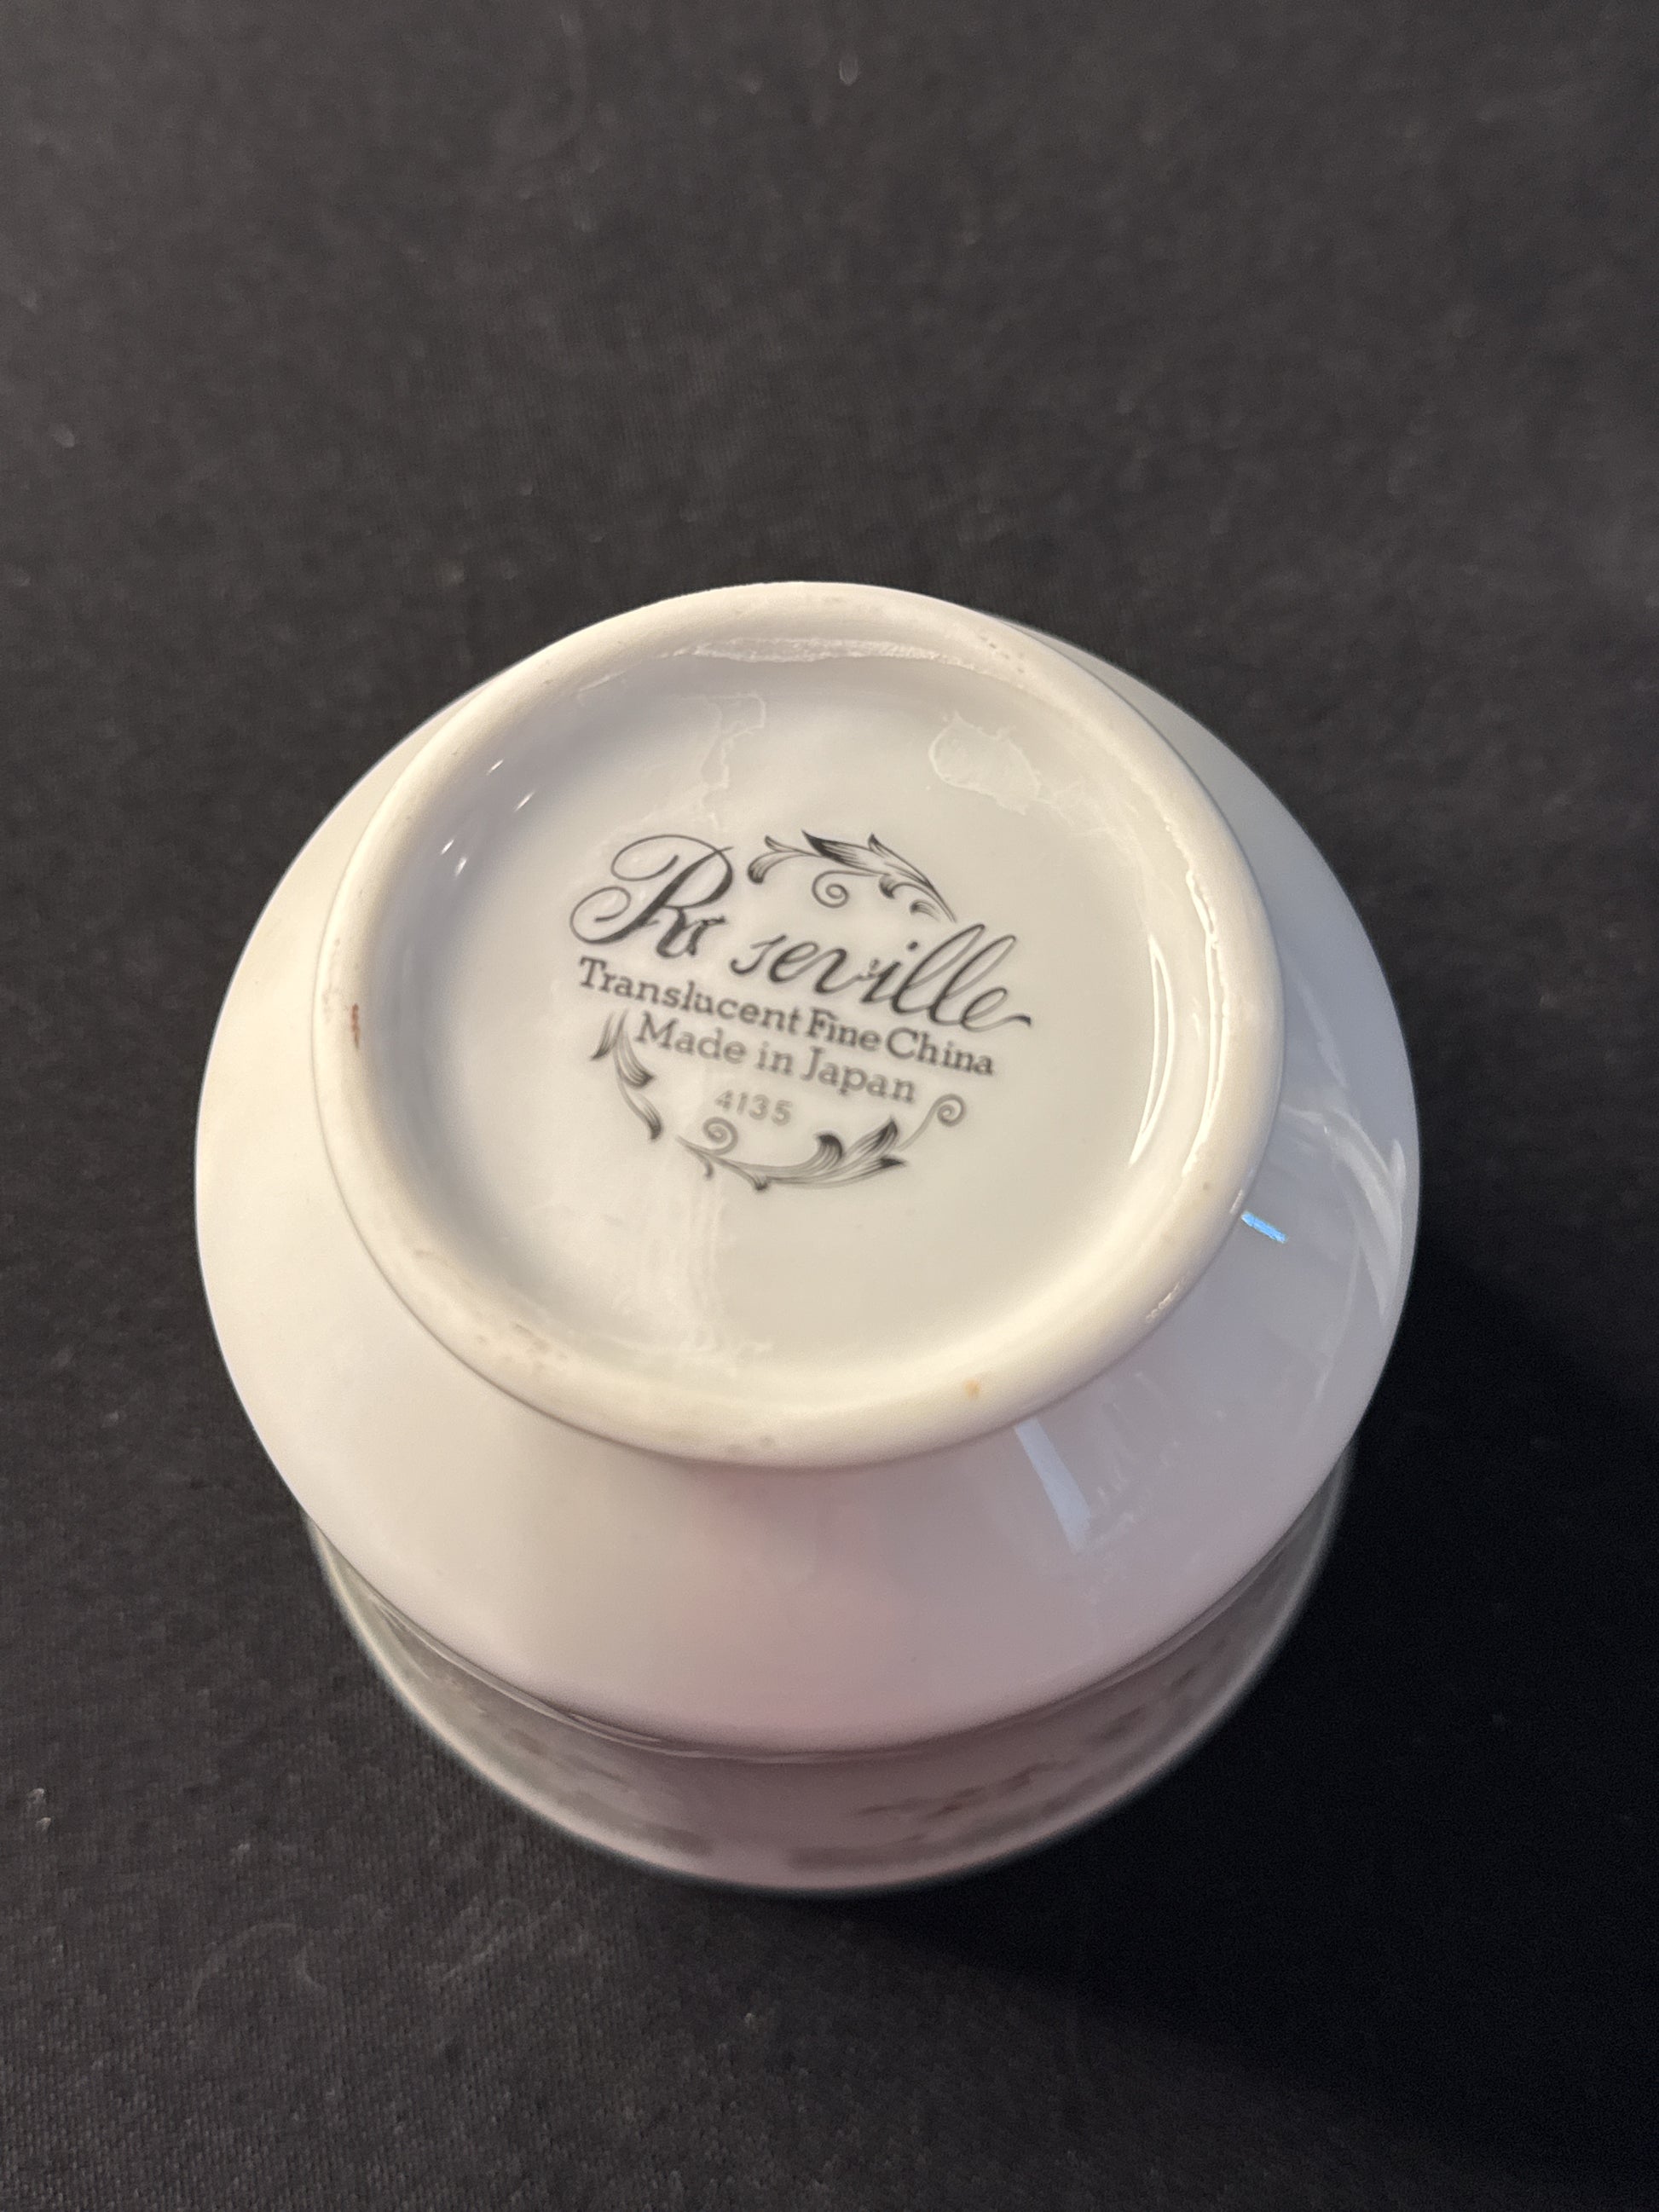 Roseville
Translucent Fine China
Made in Japan
4135